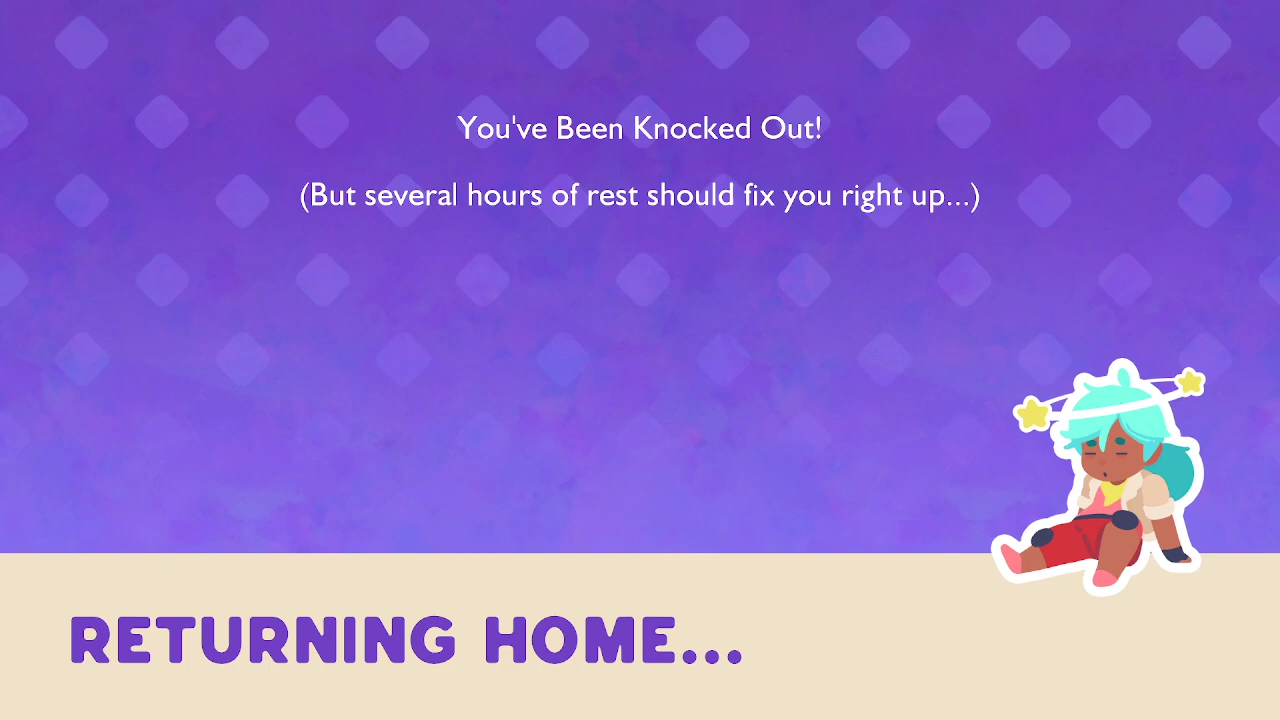 You've Been Knocked Out!
(But several hours of rest should fix you right up...)
RETURNING HOME...